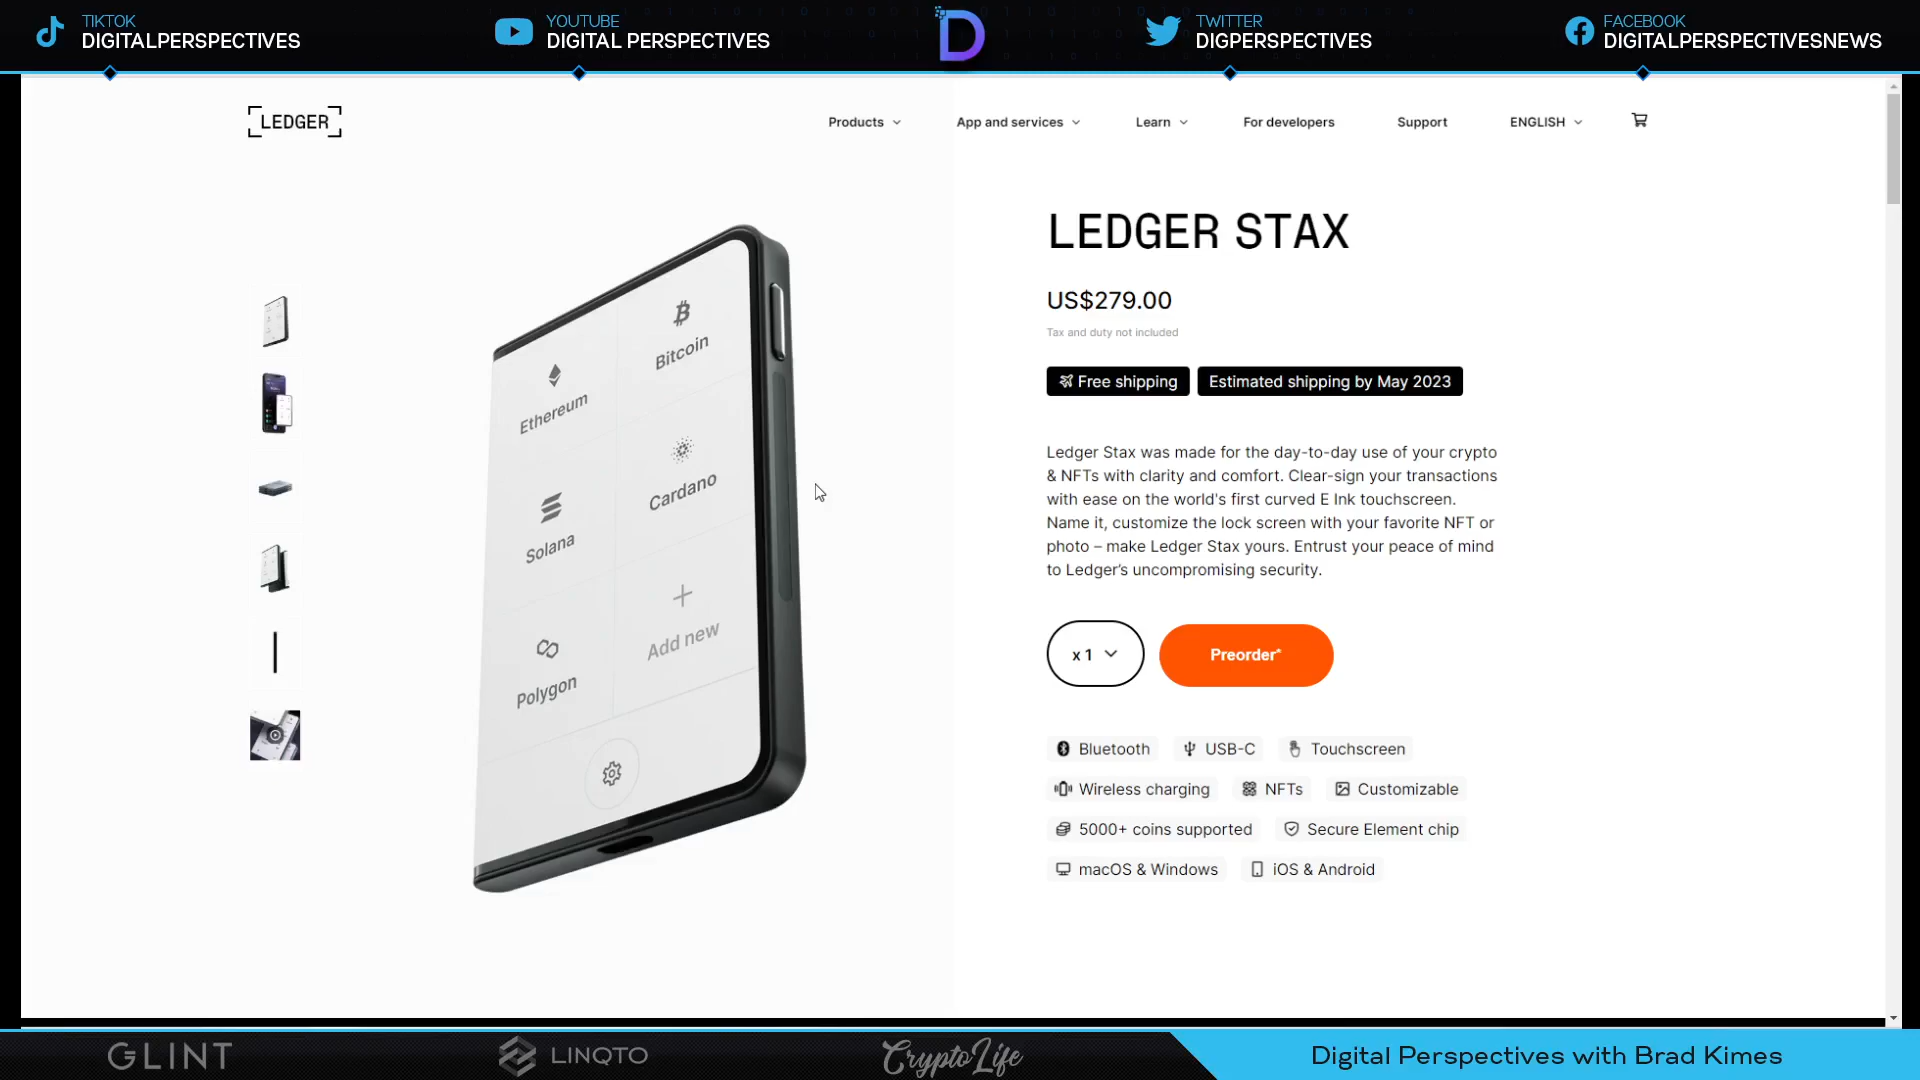 TIKTOK
DIGITALPERSPECTIVES
YOUTUBE
DIGITAL PERSPECTIVES
D
TWITTER
DIGPERSPECTIVES
FACEBOOK
DIGITALPERSPECTIVESNEWS
LEDGER
Products
App and services
Learn
For developers
Support
ENGLISH
Ethereum
Bitcoin
Solana
Cardano
Polygon
Add new
LEDGER STAX
US$279.00
Tax and duty not included
Free shipping
Estimated shipping by May 2023
Ledger Stax was made for the day-to-day use of your crypto
& NFTs with clarity and comfort. Clear-sign your transactions
with ease on the world's first curved E Ink touchscreen.
Name it, customize the lock screen with your favorite NFT or
photo – make Ledger Stax yours. Entrust your peace of mind
to Ledger’s uncompromising security.
x 1
Preorder*
Bluetooth
USB-C
Touchscreen
Wireless charging
NFTs
Customizable
5000+ coins supported
Secure Element chip
macOS & Windows
iOS & Android
GLINT
LINQTO
CryptoLife
Digital Perspectives with Brad Kimes